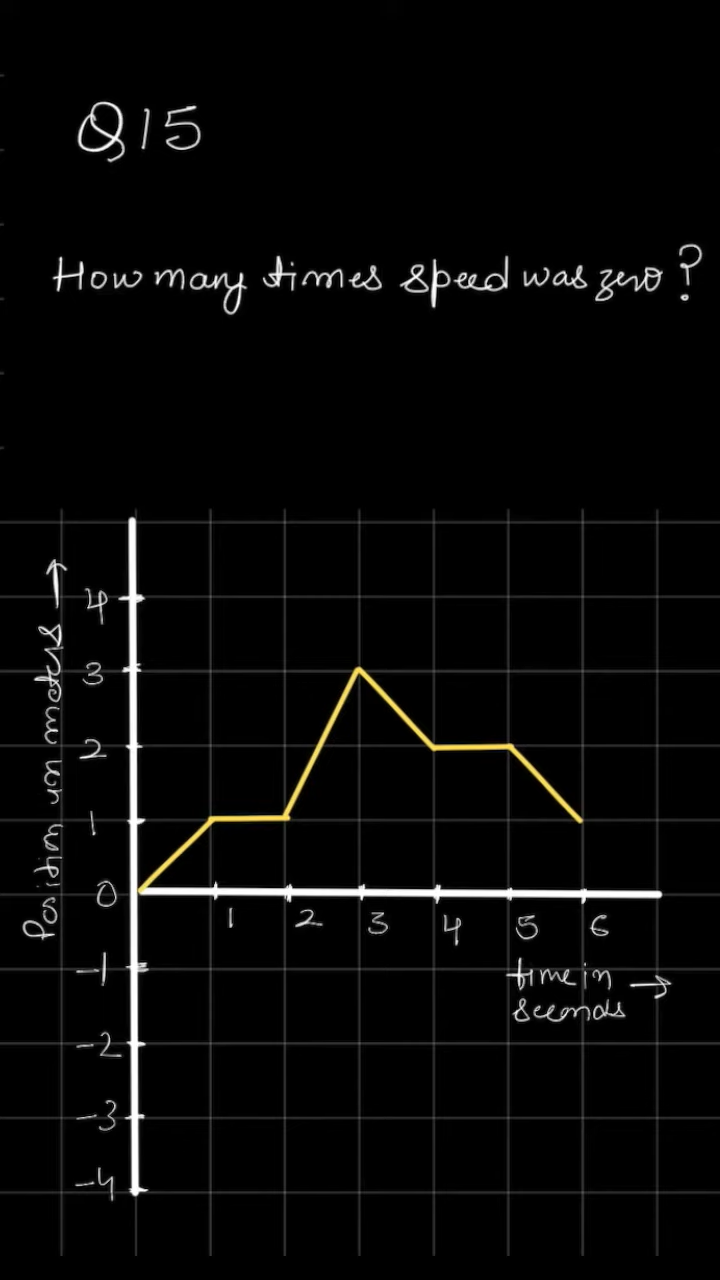 Q15
How many times speed was zero?
Position in meters →
4
3
2
1
0
-1
-2
-3
-4
1 2 3 4 5 6
time in →
seconds